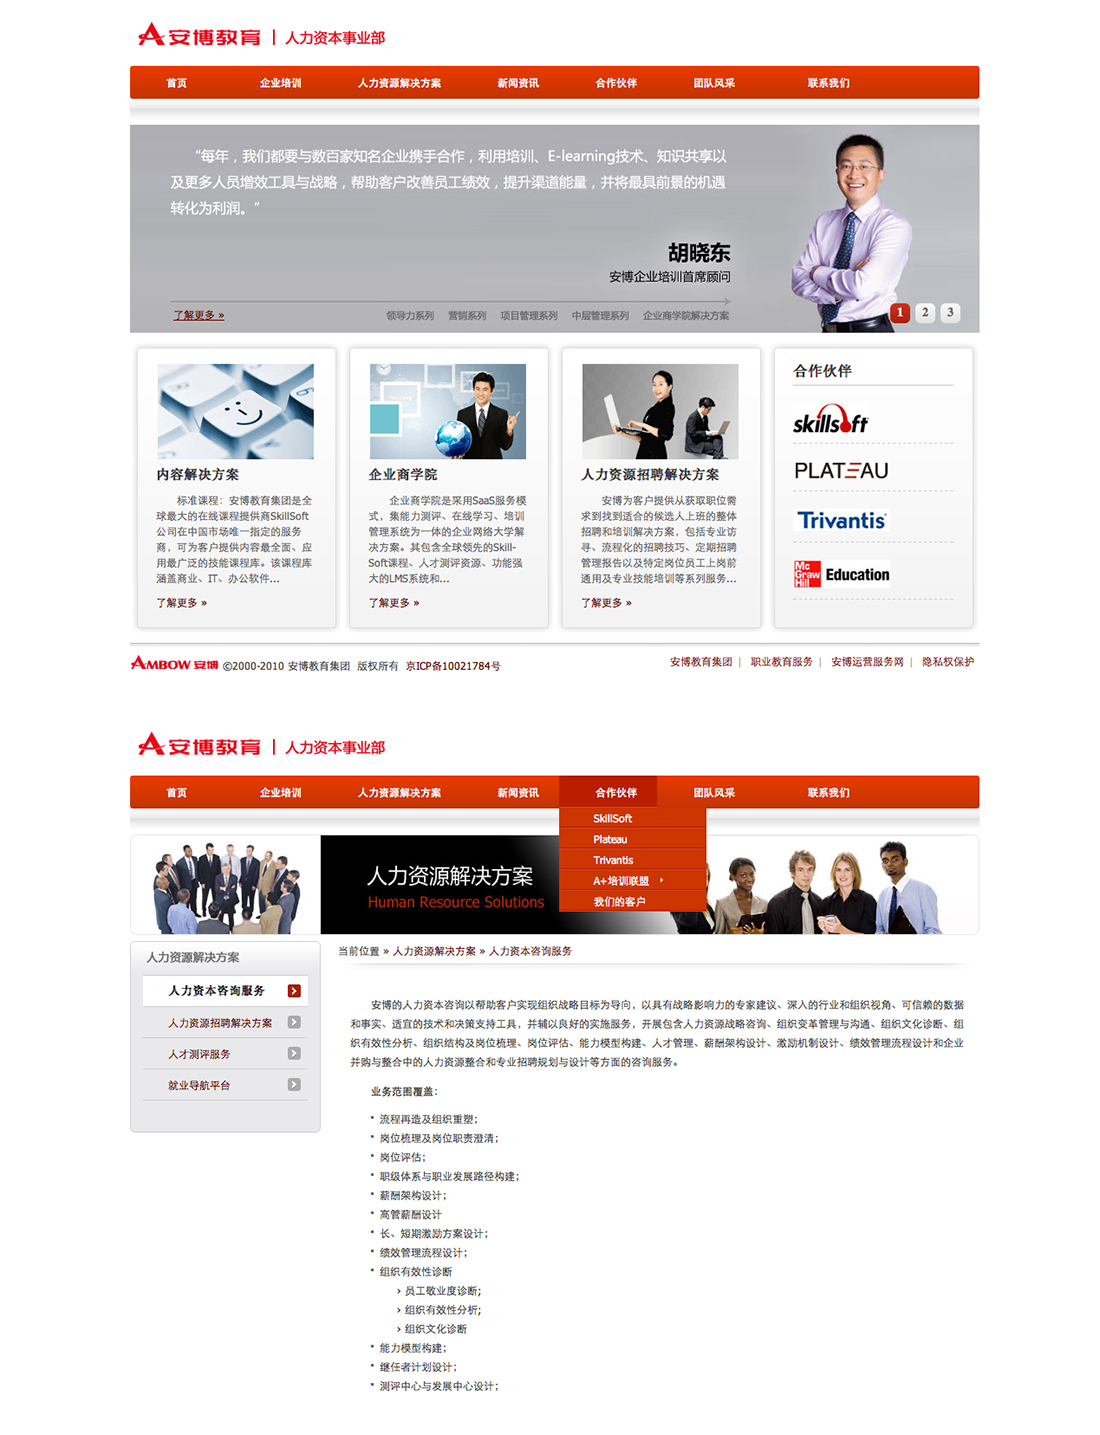 安博教育 | 人力资本事业部
首页 企业培训 人力资源解决方案 新闻资讯 合作伙伴 团队风采 联系我们
“每年，我们都要与数百家知名企业携手合作，利用培训、E-learning技术、知识共享以
及更多人员增效工具与战略，帮助客户改善员工绩效，提升渠道能量，并将最具前景的机遇
转化为利润。”
胡晓东
安博企业培训首席顾问
了解更多 » 领导力系列 营销系列 项目管理系列 中层管理系列 企业商学院解决方案
1 2 3
内容解决方案
标准课程：安博教育集团是全
球最大的在线课程提供商SkillSoft
公司在中国市场唯一指定的服务
商，可为客户提供内容最全面、应
用最广泛的技能课程库。该课程库
涵盖商业、IT、办公软件...
了解更多 »
企业商学院
企业商学院是采用SaaS服务模
式，集能力测评、在线学习、培训
管理系统为一体的企业网络大学解
决方案。其包含全球领先的Skill-
Soft课程、人才测评资源、功能强
大的LMS系统和...
了解更多 »
人力资源招聘解决方案
安博为客户提供从获取职位需
求到找到适合的候选人上班的整体
招聘和培训解决方案，包括专业访
寻、流程化的招聘技巧、定期招聘
管理报告以及特定岗位员工上岗前
通用及专业技能培训等系列服务...
了解更多 »
合作伙伴
skillsoft
PLATEAU
Trivantis
Mc Graw Hill Education
AMBOW 安博 ©2000-2010 安博教育集团 版权所有 京ICP备10021784号
安博教育集团 | 职业教育服务 | 安博运营服务网 | 隐私权保护
安博教育 | 人力资本事业部
首页 企业培训 人力资源解决方案 新闻资讯 合作伙伴 团队风采 联系我们
SkillSoft
Plateau
Trivantis
A+培训联盟
我们的客户
人力资源解决方案
Human Resource Solutions
人力资源解决方案
人力资本咨询服务
人力资源招聘解决方案
人才测评服务
就业导航平台
当前位置 » 人力资源解决方案 » 人力资本咨询服务
安博的人力资本咨询以帮助客户实现组织战略目标为导向，以具有战略影响力的专家建议、深入的行业和组织视角、可信赖的数据
和事实、适宜的技术和决策支持工具，并辅以良好的实施服务，开展包含人力资源战略咨询、组织变革管理与沟通、组织文化诊断、组
织有效性分析、组织结构及岗位梳理、岗位评估、能力模型构建、人才管理、薪酬架构设计、激励机制设计、绩效管理流程设计和企业
并购与整合中的人力资源整合和专业招聘规划与设计等方面的咨询服务。
业务范围覆盖：
流程再造及组织重塑；
岗位梳理及岗位职责澄清；
岗位评估；
职级体系与职业发展路径构建；
薪酬架构设计；
高管薪酬设计
长、短期激励方案设计；
绩效管理流程设计；
组织有效性诊断
› 员工敬业度诊断；
› 组织有效性分析；
› 组织文化诊断
能力模型构建；
继任者计划设计；
测评中心与发展中心设计；